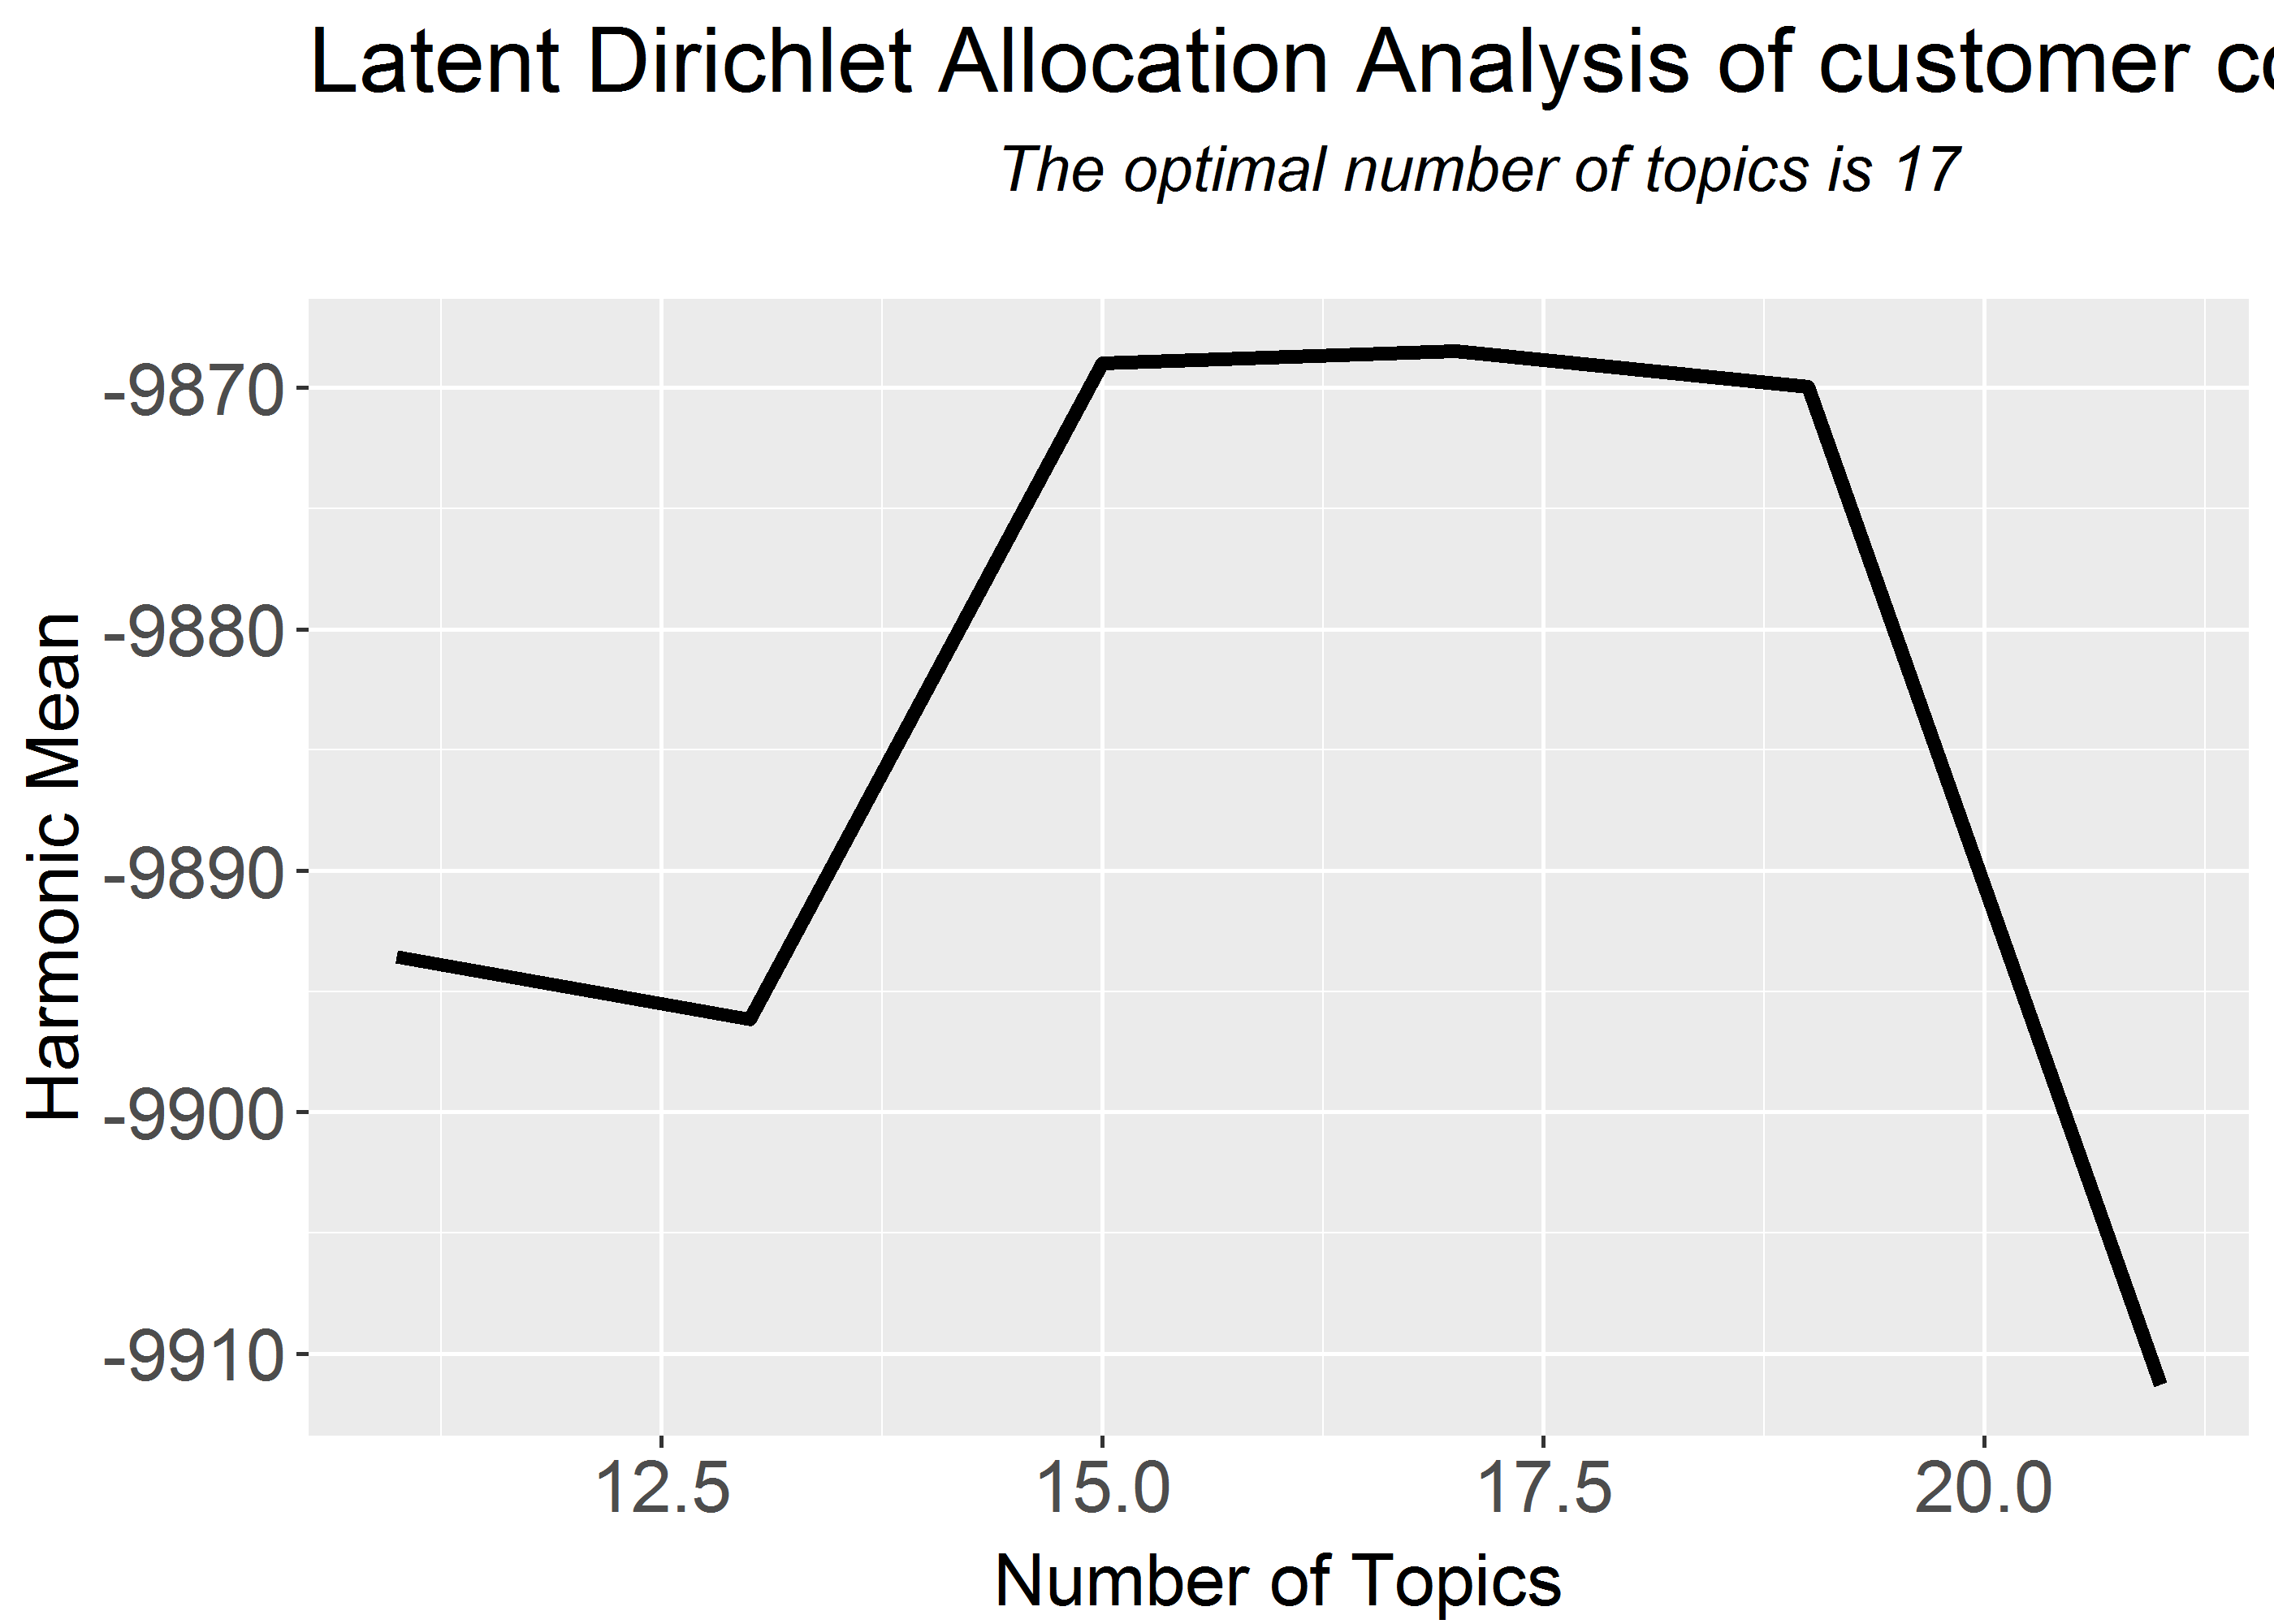 Latent Dirichlet Allocation Analysis of customer
The optimal number of topics is 17
-9870
-9880
-9890
-9900
-9910
Harmonic Mean
12.5 15.0 17.5 20.0
Number of Topics